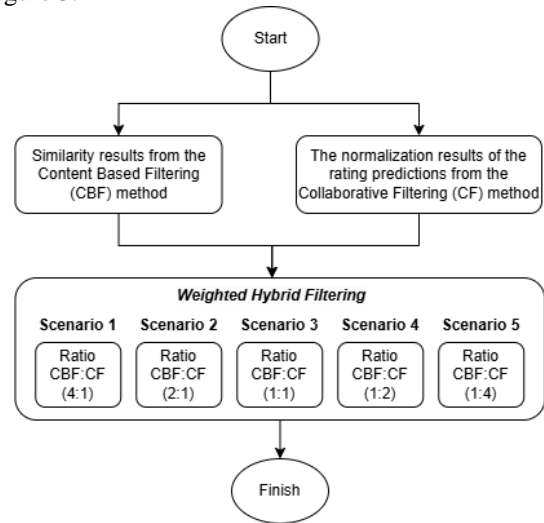 Start
Similarity results from the
Content Based Filtering
(CBF) method
The normalization results of the
rating predictions from the
Collaborative Filtering (CF) method
Weighted Hybrid Filtering
Scenario 1 Scenario 2 Scenario 3 Scenario 4 Scenario 5
Ratio Ratio Ratio Ratio Ratio
CBF:CF CBF:CF CBF:CF CBF:CF CBF:CF
(4:1) (2:1) (1:1) (1:2) (1:4)
Finish